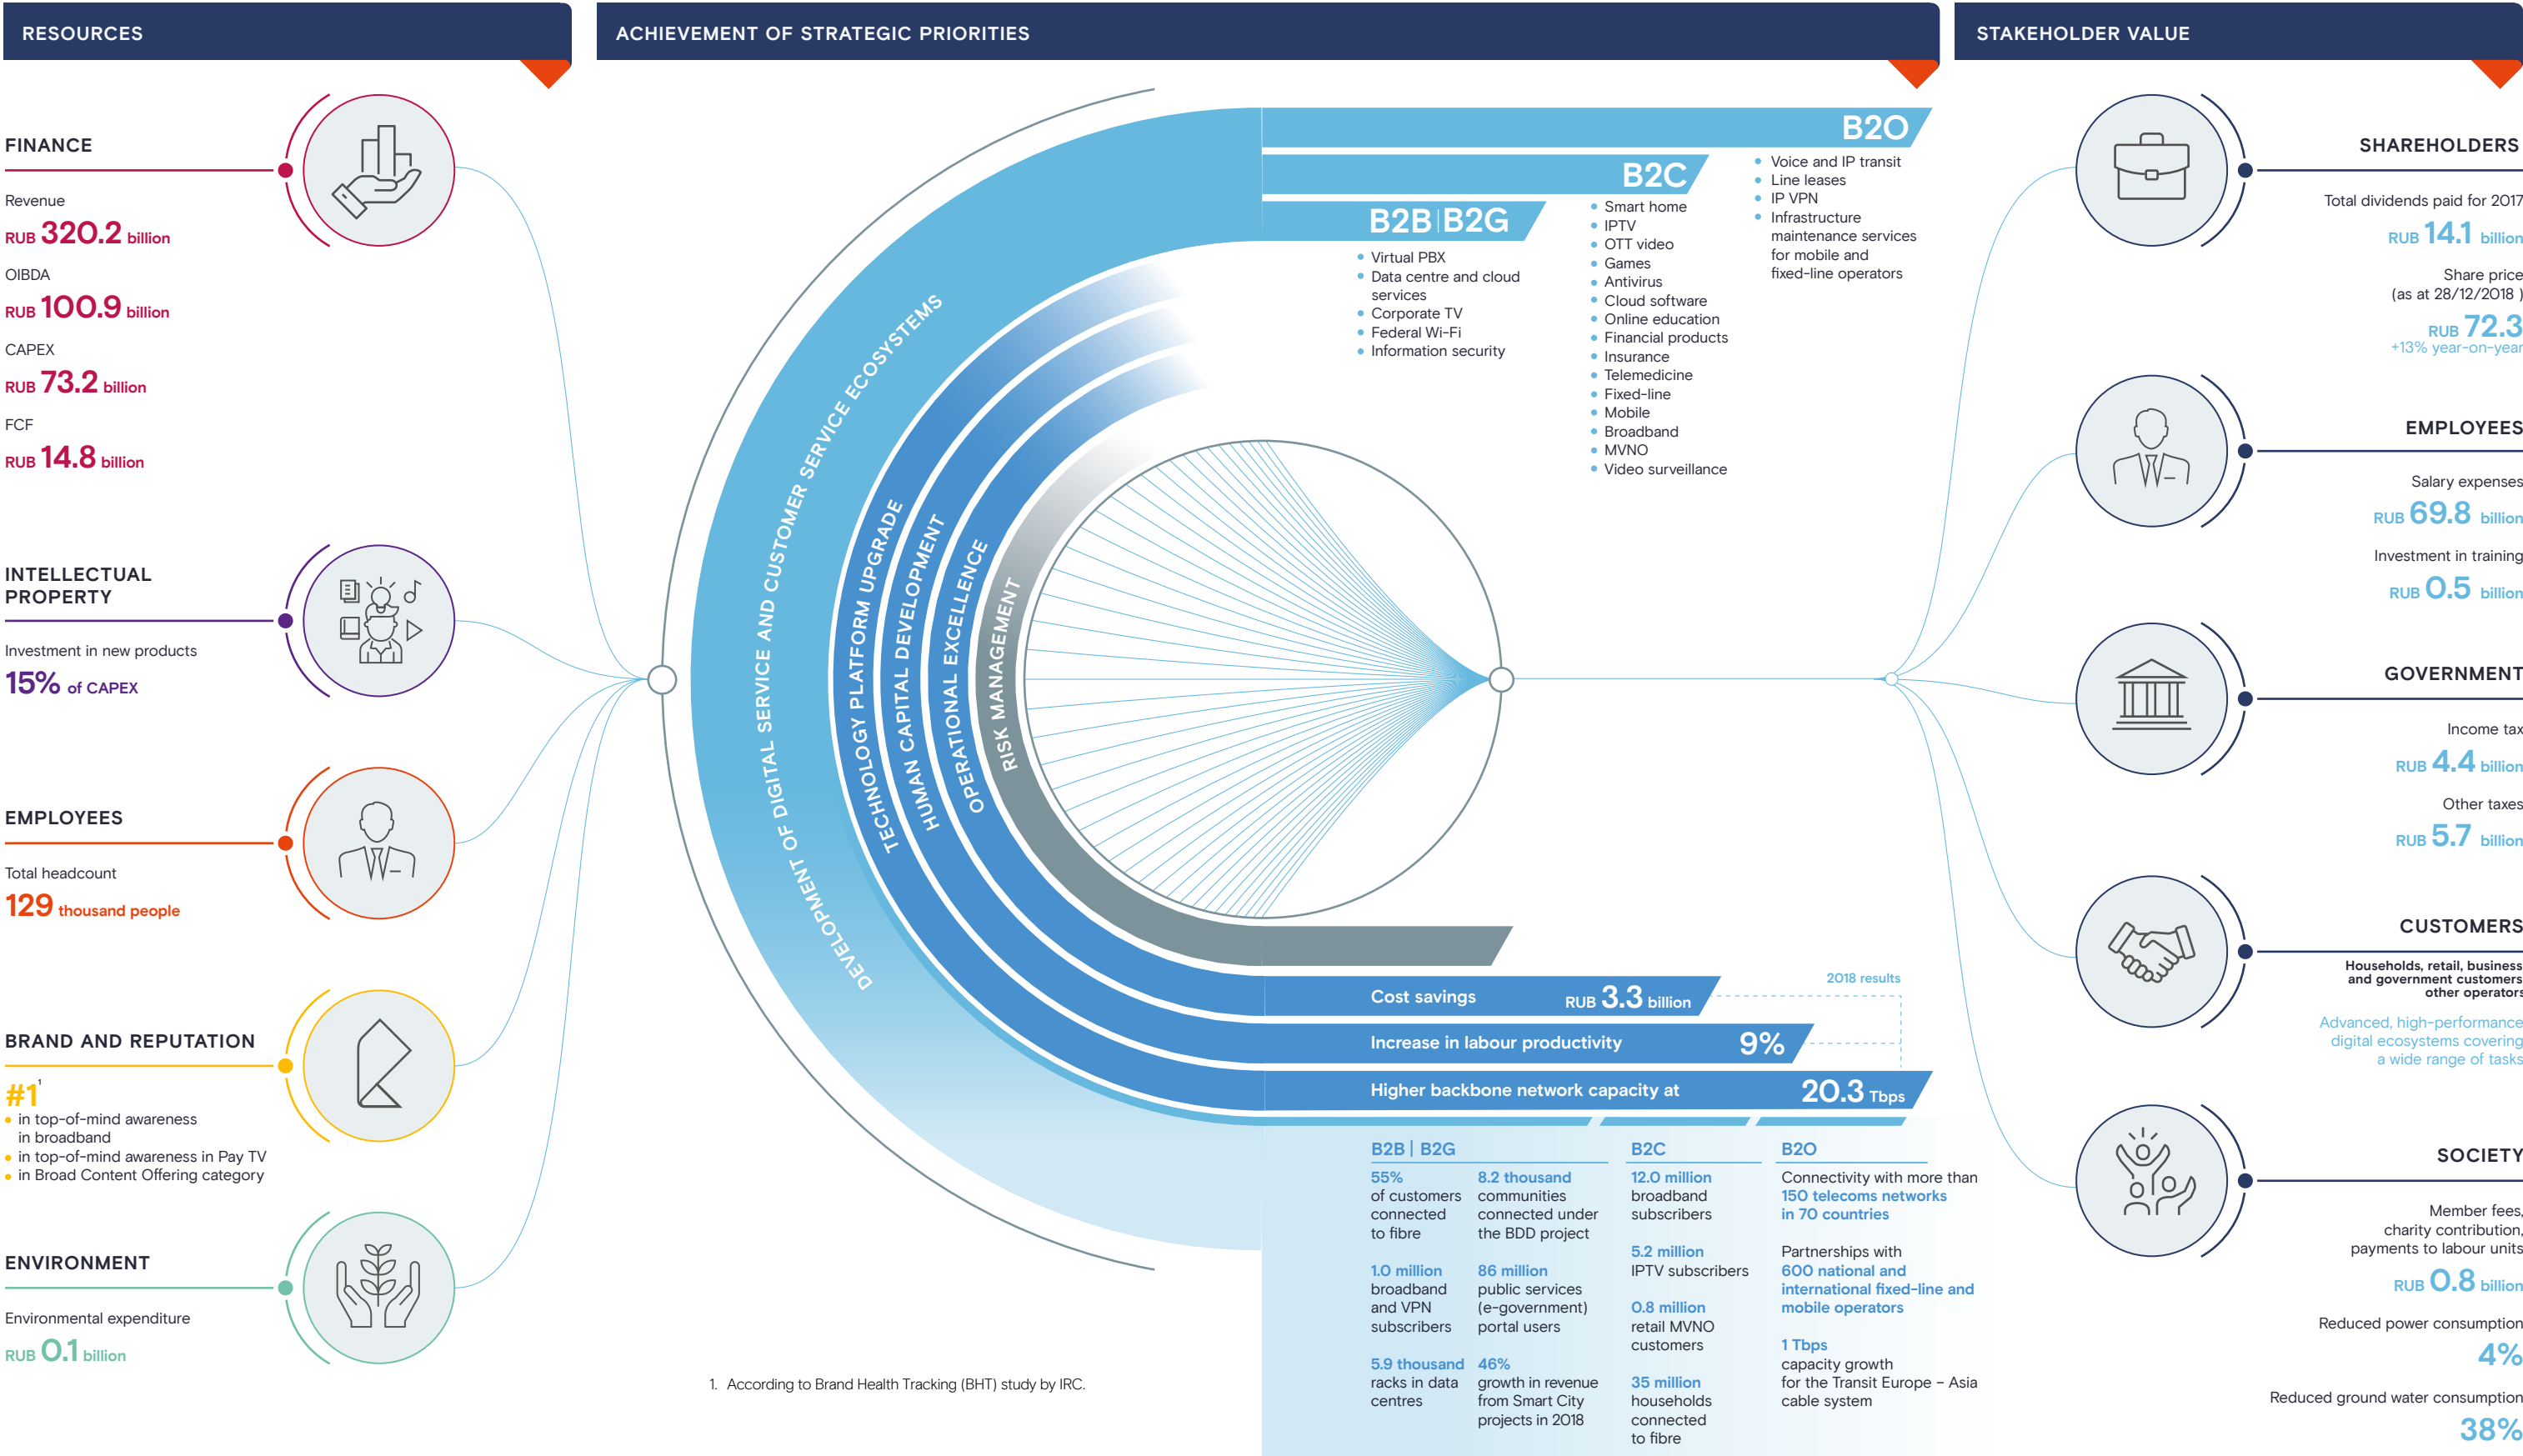 RESOURCES
FINANCE
Revenue
RUB 320.2 billion
OIBDA
RUB 100.9 billion
CAPEX
RUB 73.2 billion
FCF
RUB 14.8 billion
INTELLECTUAL
PROPERTY
Investment in new products
15% of CAPEX
EMPLOYEES
Total headcount
129 thousand people
BRAND AND REPUTATION
#1¹
in top-of-mind awareness
in broadband
in top-of-mind awareness in Pay TV
in Broad Content Offering category
ENVIRONMENT
Environmental expenditure
RUB 0.1 billion
ACHIEVEMENT OF STRATEGIC PRIORITIES
DEVELOPMENT OF DIGITAL SERVICE AND CUSTOMER SERVICE ECOSYSTEMS
TECHNOLOGY PLATFORM UPGRADE
HUMAN CAPITAL DEVELOPMENT
OPERATIONAL EXCELLENCE
RISK MANAGEMENT
B2B | B2G
Virtual PBX
Data centre and cloud
services
Corporate TV
Federal Wi-Fi
Information security
B2C
Smart home
IPTV
OTT video
Games
Antivirus
Cloud software
Online education
Financial products
Insurance
Telemedicine
Fixed-line
Mobile
Broadband
MVNO
Video surveillance
B2O
Voice and IP transit
Line leases
IP VPN
Infrastructure
maintenance services
for mobile and
fixed-line operators
2018 results
Cost savings RUB 3.3 billion
Increase in labour productivity 9%
Higher backbone network capacity at 20.3 Tbps
B2B | B2G
55%
of customers
connected
to fibre
1.0 million
broadband
and VPN
subscribers
5.9 thousand
racks in data
centres
8.2 thousand
communities
connected under
the BDD project
86 million
public services
(e-government)
portal users
46%
growth in revenue
from Smart City
projects in 2018
B2C
12.0 million
broadband
subscribers
5.2 million
IPTV subscribers
0.8 million
retail MVNO
customers
35 million
households
connected
to fibre
B2O
Connectivity with more than
150 telecoms networks
in 70 countries
Partnerships with
600 national and
international fixed-line and
mobile operators
1 Tbps
capacity growth
for the Transit Europe – Asia
cable system
1. According to Brand Health Tracking (BHT) study by IRC.
STAKEHOLDER VALUE
SHAREHOLDERS
Total dividends paid for 2017
RUB 14.1 billion
Share price
(as at 28/12/2018 )
RUB 72.3
+13% year-on-year
EMPLOYEES
Salary expenses
RUB 69.8 billion
Investment in training
RUB 0.5 billion
GOVERNMENT
Income tax
RUB 4.4 billion
Other taxes
RUB 5.7 billion
CUSTOMERS
Households, retail, business
and government customers
other operators
Advanced, high-performance
digital ecosystems covering
a wide range of tasks
SOCIETY
Member fees,
charity contribution,
payments to labour units
RUB 0.8 billion
Reduced power consumption
4%
Reduced ground water consumption
38%